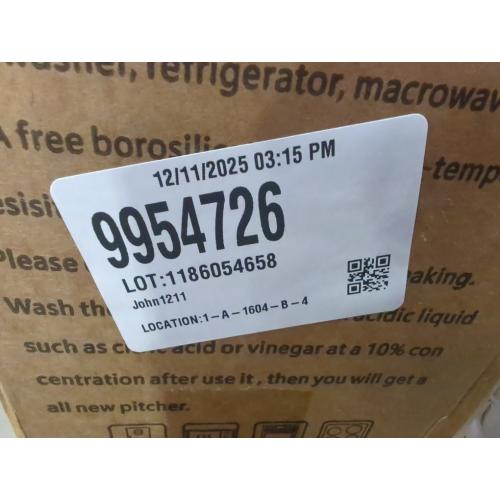 washer, refrigerator, macrowav
A free borosili
-temp
esisi
Please
aking.
Wash the
acidic liquid
such as citric acid or vinegar at a 10% con
centration after use it, then you will get a
all new pitcher.
12/11/2025 03:15 PM
9954726
LOT:1186054658
John1211
LOCATION:1-A-1604-B-4